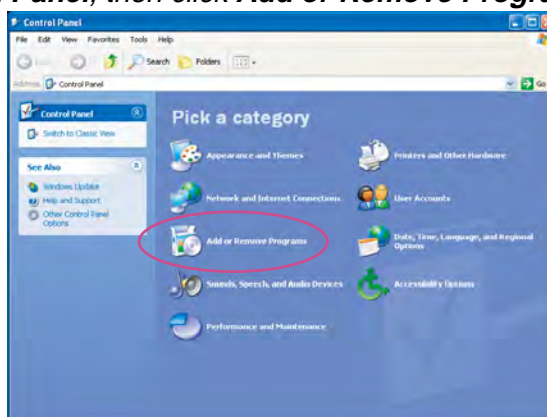 Panel, then click Add or Remove Progr
Control Panel
File Edit View Favorites Tools Help
Search Folders
Address Control Panel Go
Control Panel
Switch to Classic View
See Also
Windows Update
Help and Support
Other Control Panel
Options
Pick a category
Appearance and Themes
Printers and Other Hardware
Network and Internet Connections
User Accounts
Add or Remove Programs
Date, Time, Language, and Regional
Options
Sounds, Speech, and Audio Devices
Accessibility Options
Performance and Maintenance